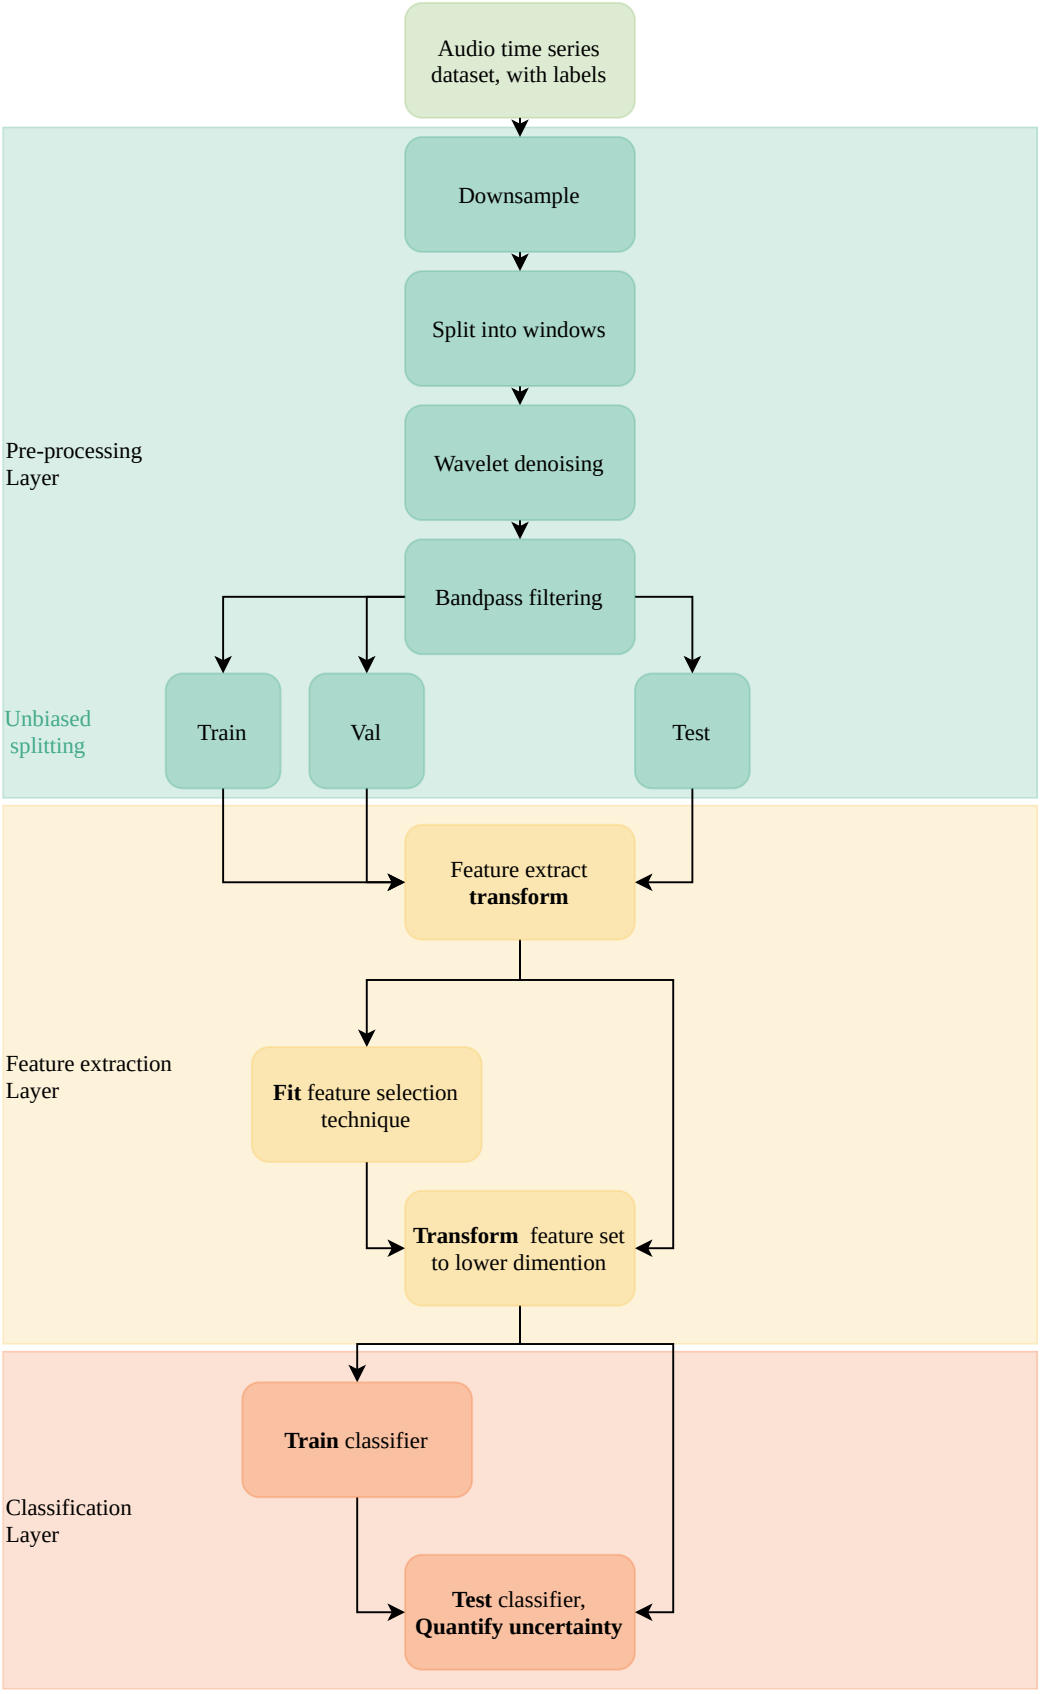 Audio time series
dataset, with labels
Downsample
Split into windows
Pre-processing
Layer
Wavelet denoising
Bandpass filtering
Unbiased
splitting
Train
Val
Test
Feature extract
transform
Feature extraction
Layer
Fit feature selection
technique
Transform feature set
to lower dimention
Train classifier
Classification
Layer
Test classifier,
Quantify uncertainty